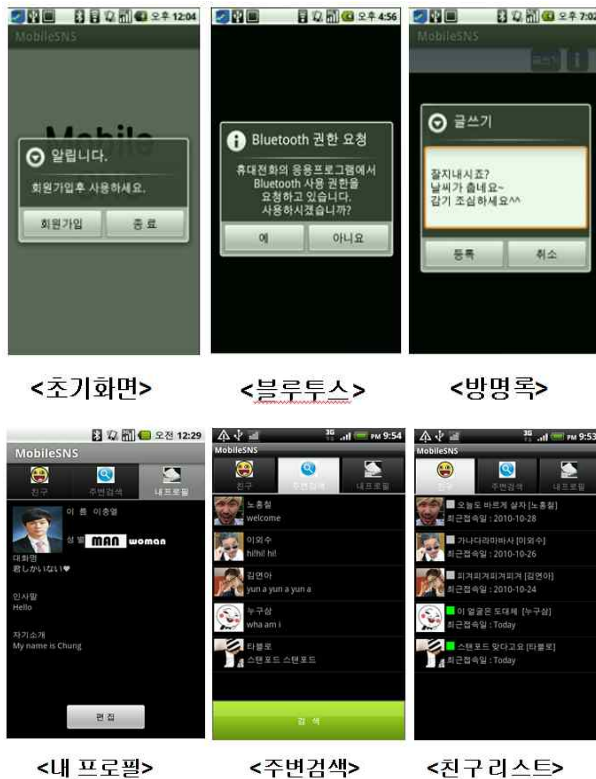 오후 12:04
MobileSNS
Mobile
알립니다.
회원가입후 사용하세요.
회원가입
종 료
오후 4:56
Bluetooth 권한 요청
휴대전화의 응용프로그램에서
Bluetooth 사용 권한을
요청하고 있습니다.
사용하시겠습니까?
예
아니요
오후 7:02
MobileSNS
글쓰기
글쓰기
잘지내시죠?
날씨가 춥네요~
감기 조심하세요^^
등록
취소
<초기화면>
<블루투스>
<방명록>
오전 12:29
MobileSNS
친구
주변검색
내프로필
이 름 이충열
성 별 MAN woman
대화명
君しかいない♥
인사말
Hello
자기소개
My name is Chung
편 집
3G
PM 9:54
MobileSNS
친구
주변검색
내프로필
노홍철
welcome
이외수
hi!hi! hi!
김연아
yun a yun a yun a
누구삼
wha am i
타블로
스탠포드 스탠포드
검 색
3G
PM 9:53
MobileSNS
친구
주변검색
내프로필
오늘도 바르게 살자 [노홍철]
최근접속일 : 2010-10-28
가나다라마바사 [이외수]
최근접속일 : 2010-10-26
피겨피겨피겨피겨 [김연아]
최근접속일 : 2010-10-24
이 얼굴은 도대체 [누구삼]
최근접속일 : Today
스탠포드 맞다고요 [타블로]
최근접속일 : Today
<내 프로필>
<주변검색>
<친구리스트>